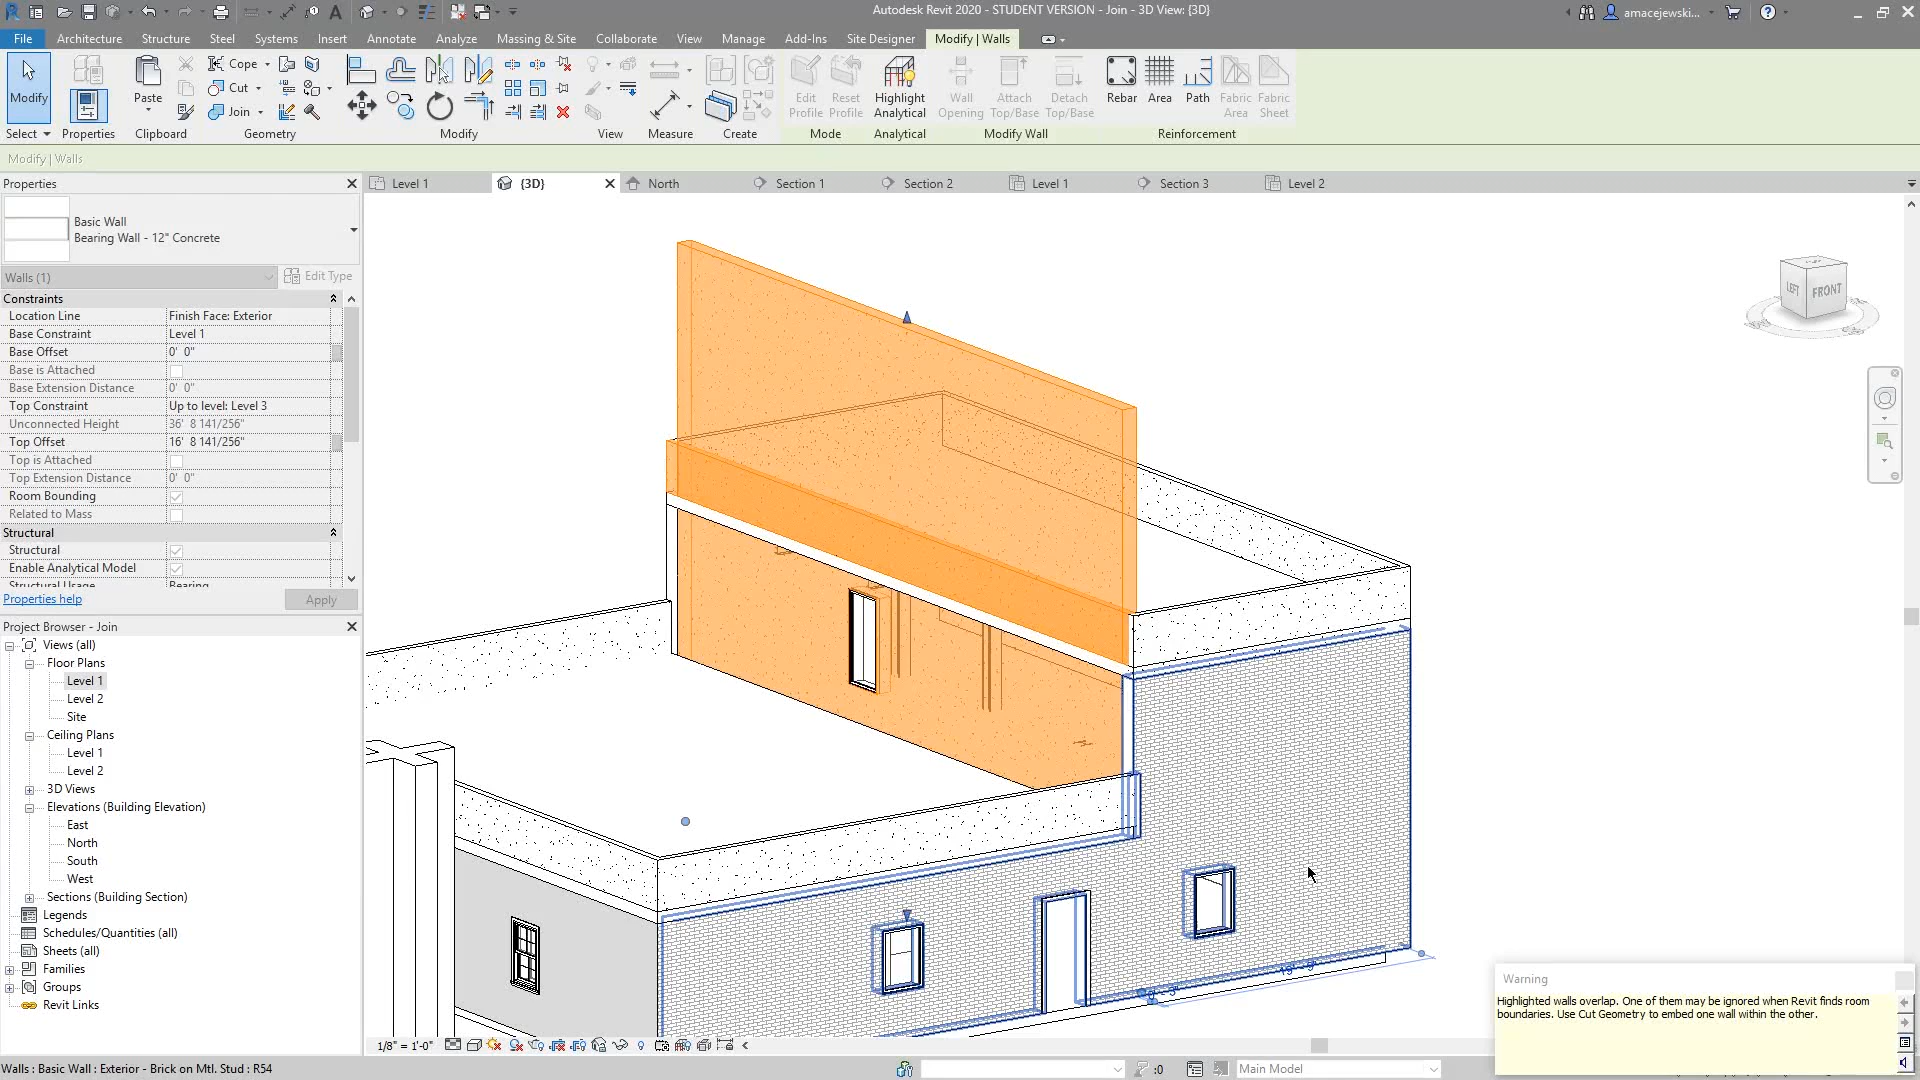 Autodesk Revit 2020 - STUDENT VERSION - Join - 3D View: {3D}
amacejewski...
File
Architecture
Structure
Steel
Systems
Insert
Annotate
Analyze
Massing & Site
Collaborate
View
Manage
Add-Ins
Site Designer
Modify | Walls
Modify
Paste
Cope
Cut
Join
Edit Profile
Reset Profile
Highlight Analytical
Wall Opening
Attach Top/Base
Detach Top/Base
Rebar
Area
Path
Fabric Area
Fabric Sheet
Select
Properties
Clipboard
Geometry
Modify
View
Measure
Create
Mode
Analytical
Modify Wall
Reinforcement
Modify | Walls
Properties
Level 1
{3D}
North
Section 1
Section 2
Level 1
Section 3
Level 2
Basic Wall
Bearing Wall - 12" Concrete
Walls (1)
Edit Type
Constraints
Location Line Finish Face: Exterior
Base Constraint Level 1
Base Offset 0' 0"
Base is Attached
Base Extension Distance 0' 0"
Top Constraint Up to level: Level 3
Unconnected Height 36' 8 141/256"
Top Offset 16' 8 141/256"
Top is Attached
Top Extension Distance 0' 0"
Room Bounding
Related to Mass
Structural
Structural
Enable Analytical Model
Structural Usage Bearing
Properties help
Apply
Project Browser - Join
Views (all)
Floor Plans
Level 1
Level 2
Site
Ceiling Plans
Level 1
Level 2
3D Views
Elevations (Building Elevation)
East
North
South
West
Sections (Building Section)
Legends
Schedules/Quantities (all)
Sheets (all)
Families
Groups
Revit Links
LEFT
FRONT
Warning
Highlighted walls overlap. One of them may be ignored when Revit finds room
boundaries. Use Cut Geometry to embed one wall within the other.
1/8" = 1'-0"
Walls : Basic Wall : Exterior - Brick on Mtl. Stud : R54
:0
Main Model